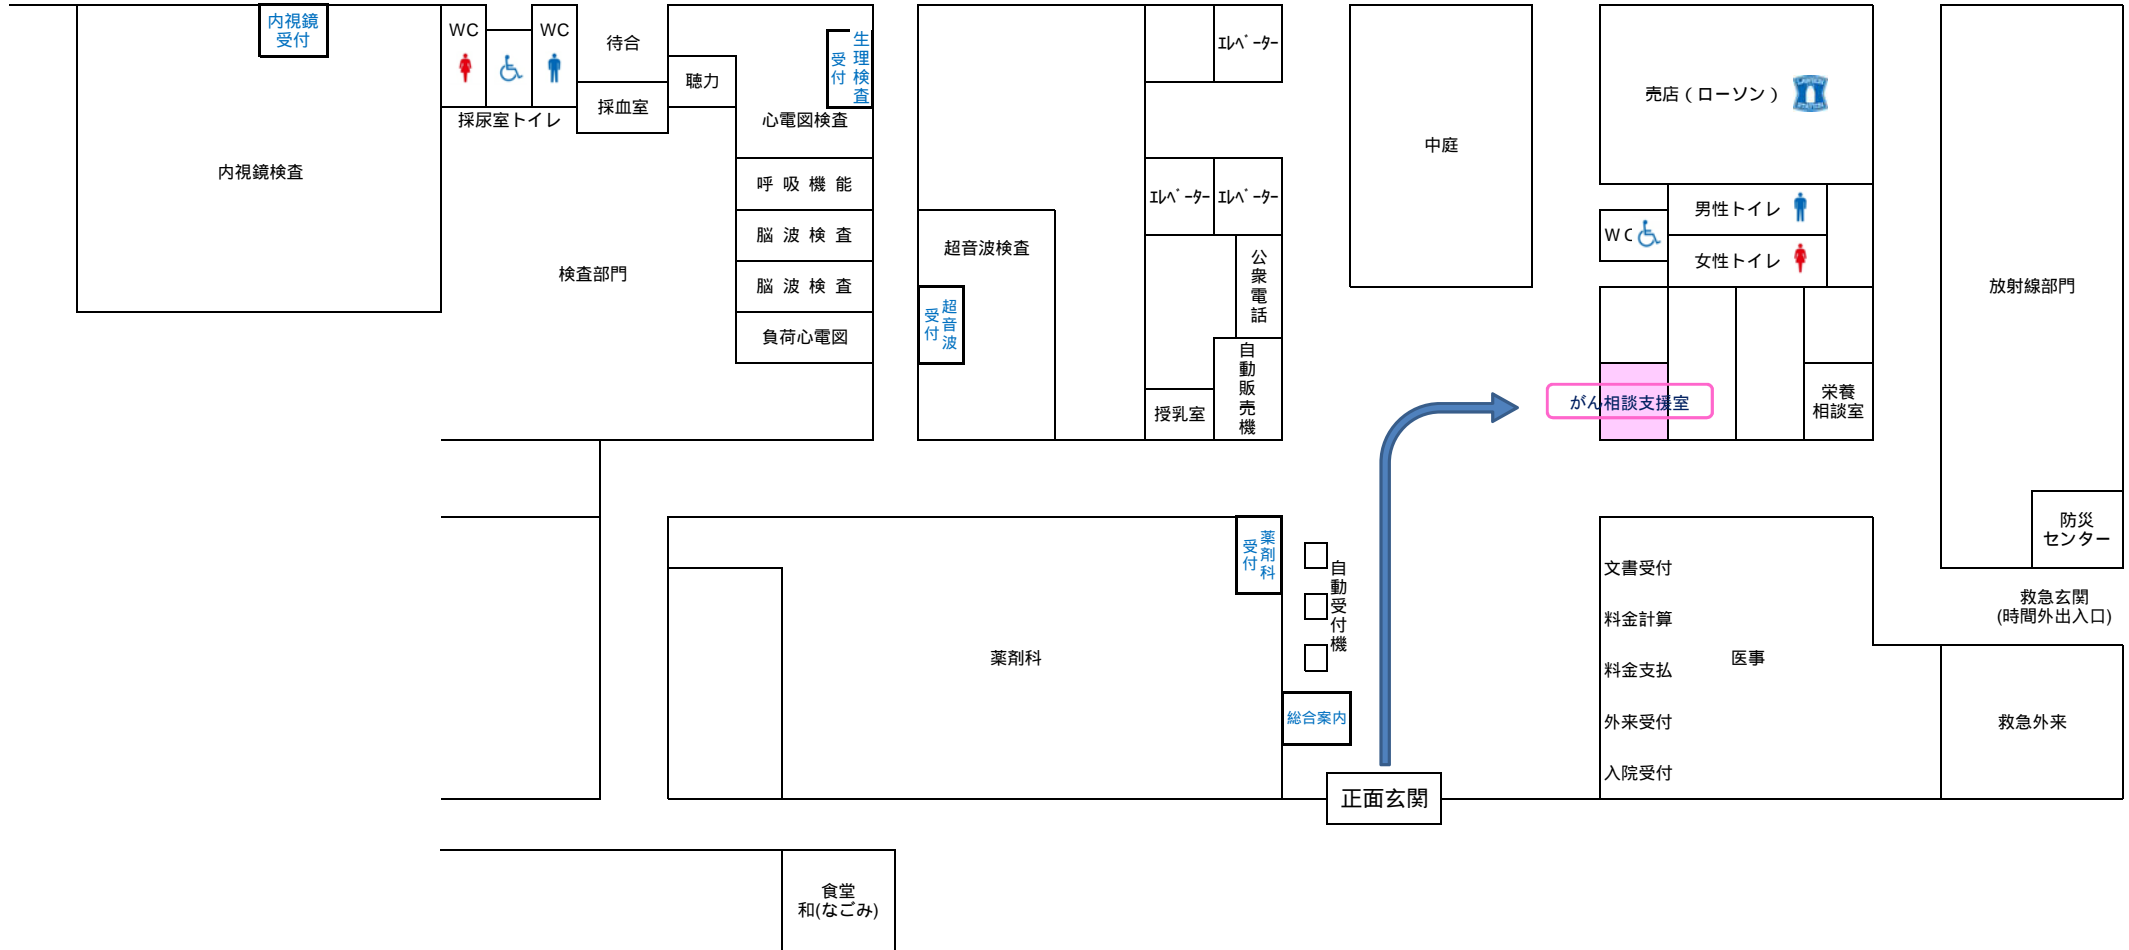 内視鏡
受付
WC
WC
待合
聴力
採血室
採尿室トイレ
生理検査
受付
心電図検査
内視鏡検査
検査部門
呼 吸 機 能
脳 波 検 査
脳 波 検 査
負荷心電図
超音波検査
超音波
受付
エレベーター
エレベーター
エレベーター
公衆電話
自動販売機
授乳室
中庭
売店（ローソン）
LAWSON
STATION
男性トイレ
WC
女性トイレ
がん相談支援室
栄養
相談室
放射線部門
防災
センター
救急玄関
(時間外出入口)
救急外来
薬剤科
受付
自動受付機
薬剤科
総合案内
文書受付
料金計算
料金支払
外来受付
入院受付
医事
正面玄関
食堂
和(なごみ)